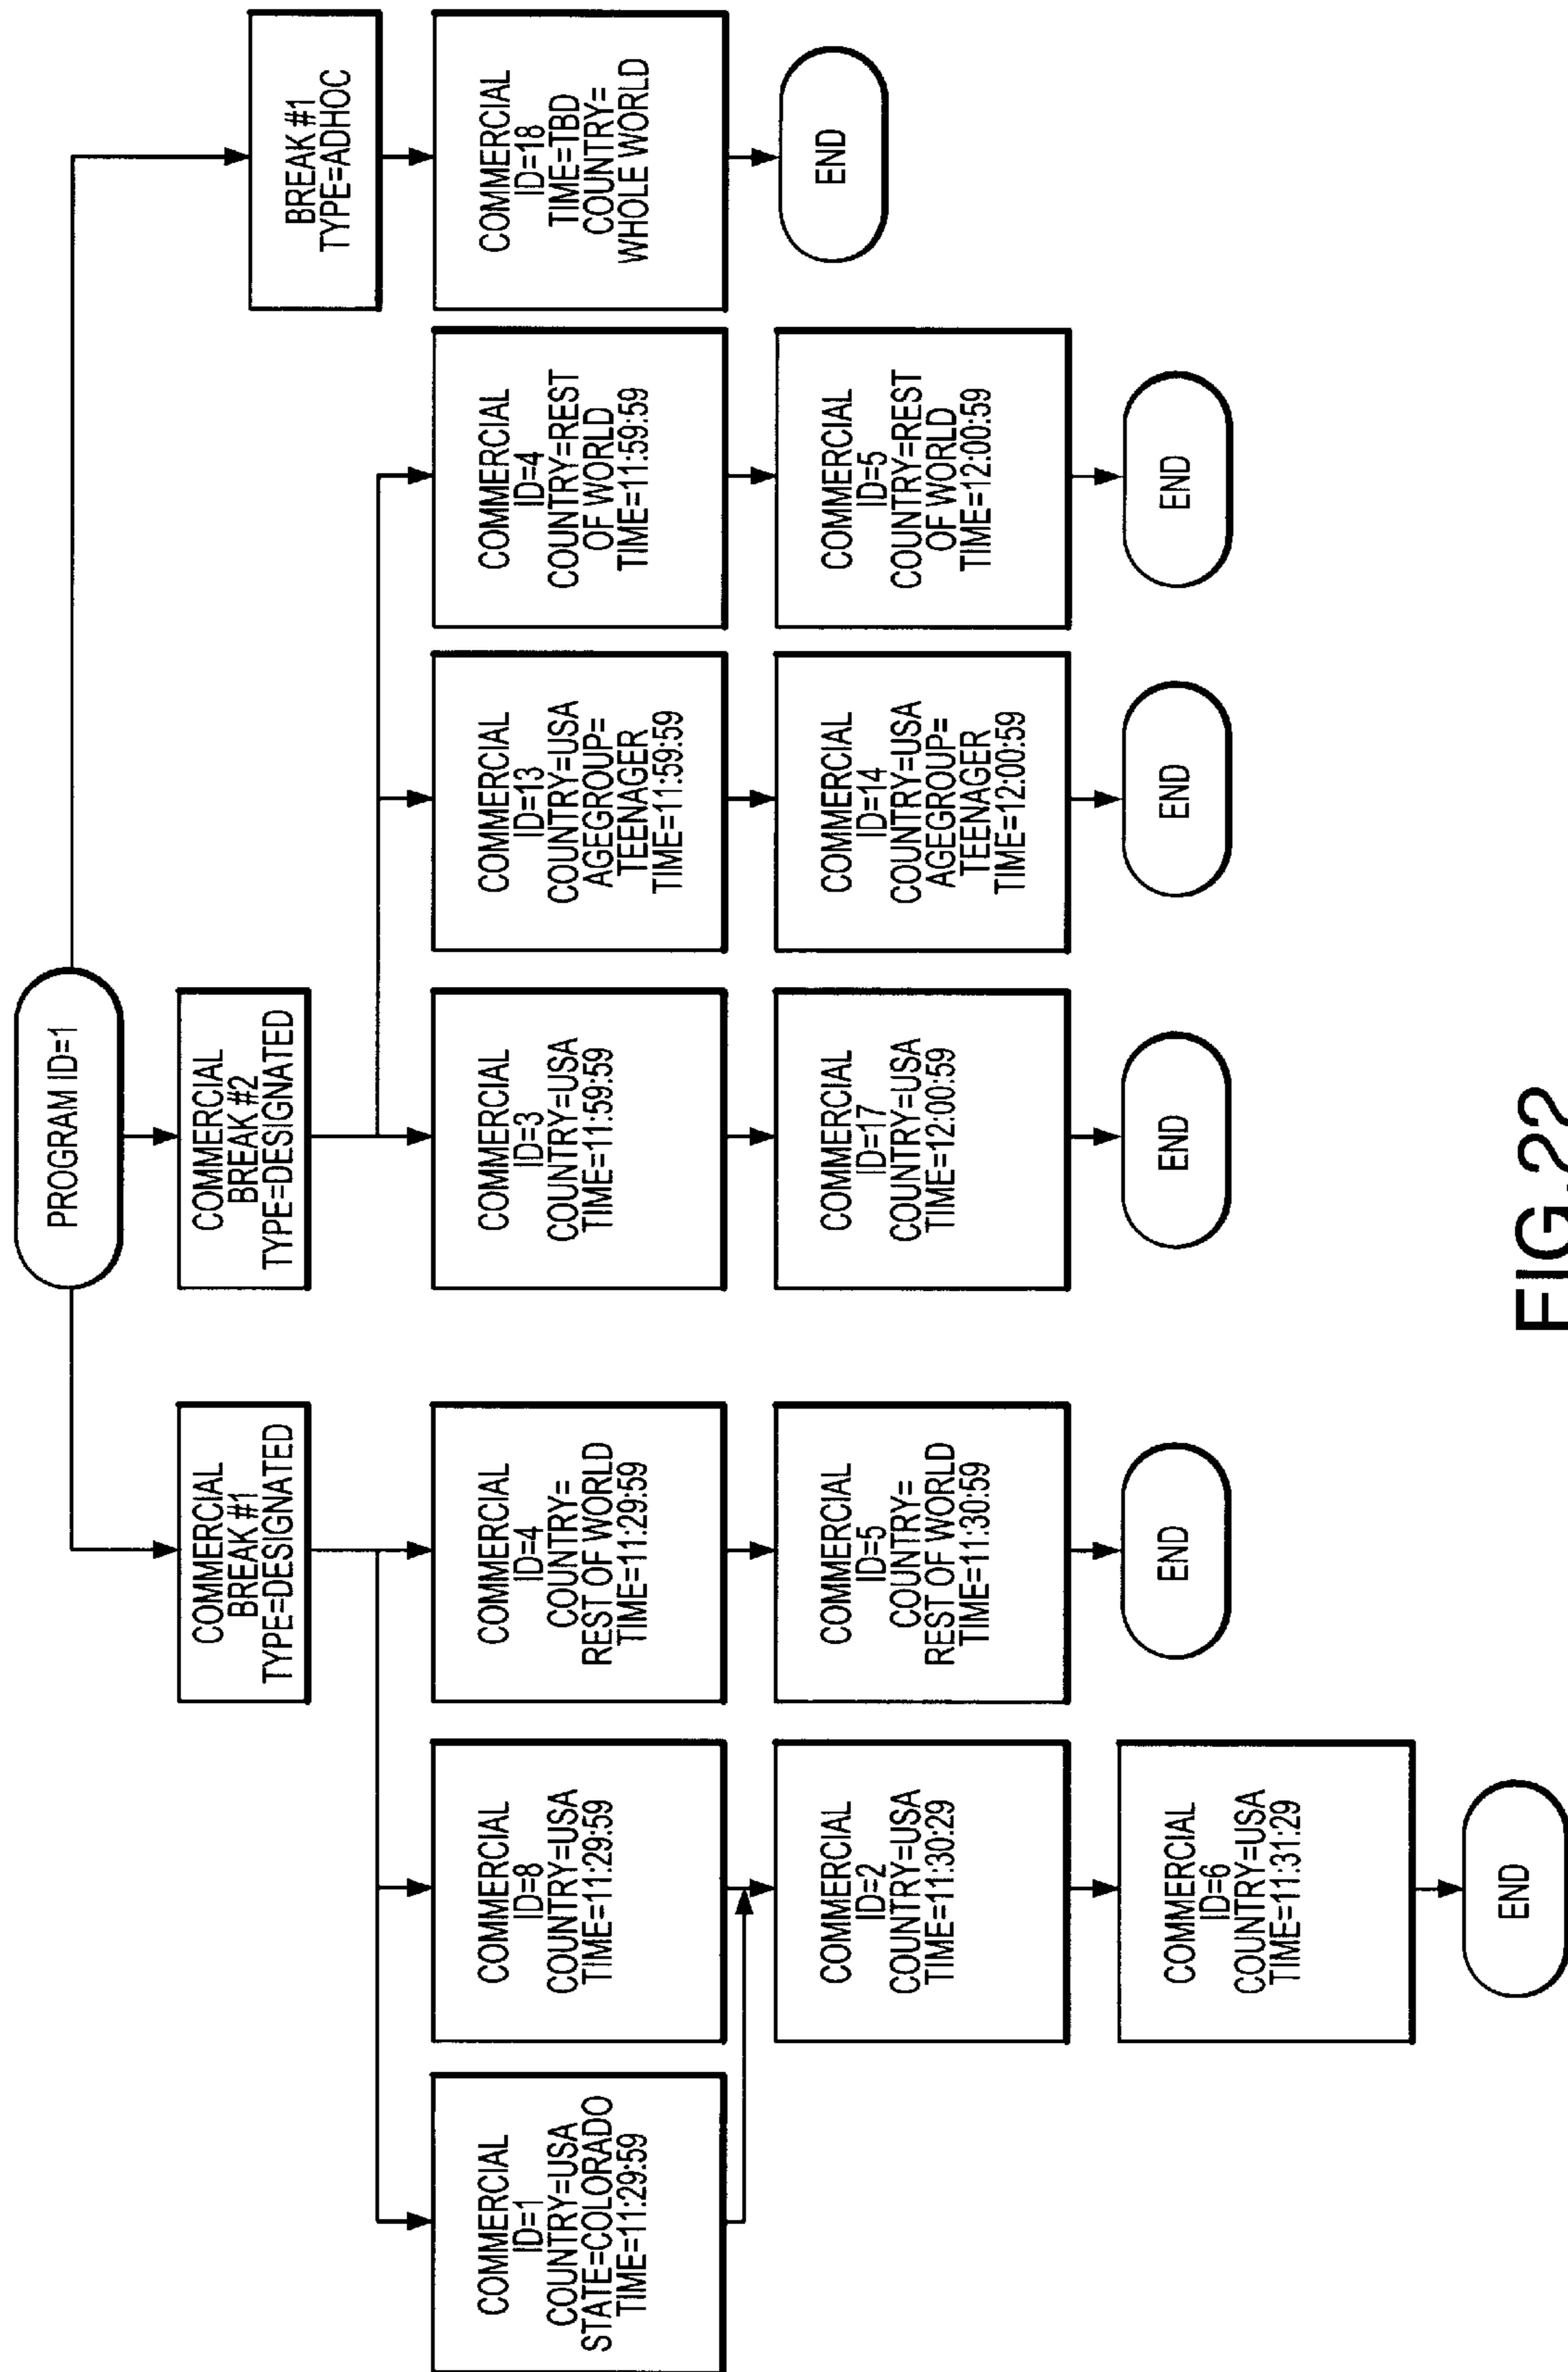 PROGRAM ID=1
COMMERCIAL
BREAK #1
TYPE=DESIGNATED
COMMERCIAL
BREAK #2
TYPE=DESIGNATED
BREAK #1
TYPE=ADHOC
COMMERCIAL
ID=1
COUNTRY=USA
STATE=COLORADO
TIME=11:29:59
COMMERCIAL
ID=8
COUNTRY=USA
TIME=11:29:59
COMMERCIAL
ID=4
COUNTRY=
REST OF WORLD
TIME=11:29:59
COMMERCIAL
ID=3
COUNTRY=USA
TIME=11:59:59
COMMERCIAL
ID=13
COUNTRY=USA
AGEGROUP=
TEENAGER
TIME=11:59:59
COMMERCIAL
ID=4
COUNTRY=REST
OF WORLD
TIME=11:59:59
COMMERCIAL
ID=18
TIME=TBD
COUNTRY=
WHOLE WORLD
COMMERCIAL
ID=2
COUNTRY=USA
TIME=11:30:29
COMMERCIAL
ID=5
COUNTRY=
REST OF WORLD
TIME=11:30:59
COMMERCIAL
ID=17
COUNTRY=USA
TIME=12:00:59
COMMERCIAL
ID=14
COUNTRY=USA
AGEGROUP=
TEENAGER
TIME=12:00:59
COMMERCIAL
ID=5
COUNTRY=REST
OF WORLD
TIME=12:00:59
END
COMMERCIAL
ID=6
COUNTRY=USA
TIME=11:31:29
END
END
END
END
END
FIG.22